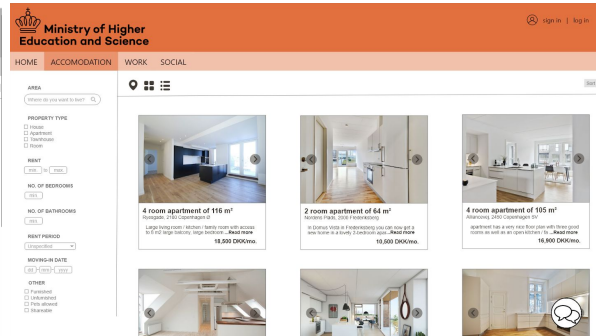 Ministry of Higher
Education and Science
sign in | log in
HOME ACCOMODATION WORK SOCIAL
AREA
Where do you want to live?
PROPERTY TYPE
House
Apartment
Townhouse
Room
RENT
min to max
NO. OF BEDROOMS
min
NO. OF BATHROOMS
min
RENT PERIOD
Unspecified
MOVING-IN DATE
dd mm yyyy
OTHER
Furnished
Unfurnished
Pets allowed
Shareable
4 room apartment of 116 m²
Ryesgade, 2100 Copenhagen Ø
Large living room / kitchen / family room with access
to 6 m2 large balcony, large bedroom ...Read more
18,500 DKK/mo.
2 room apartment of 64 m²
Nordens Plads, 2000 Frederiksberg
In Domus Vista in Frederiksberg you can now get a
new home in a lovely 2-bedroom apa...Read more
10,500 DKK/mo.
4 room apartment of 105 m²
2450 Copenhagen SV
apartment has a very nice floor plan with three good
rooms as well as an open kitchen / fa ...Read more
16,900 DKK/mo.